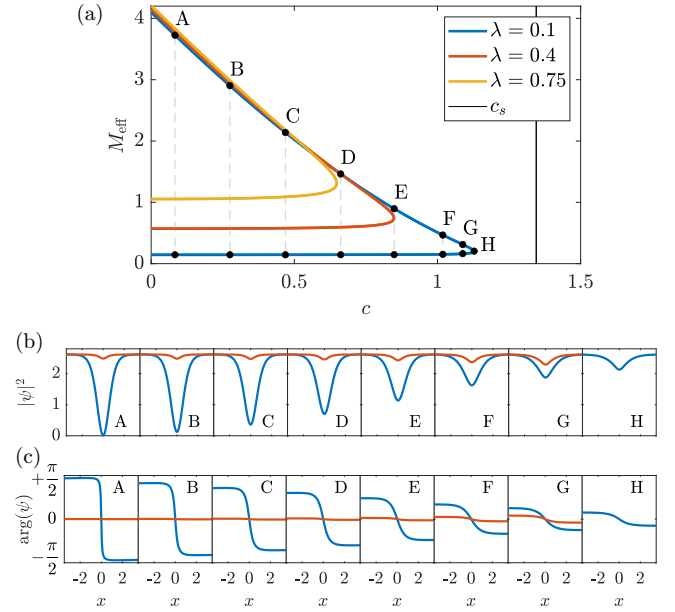 (a)
4
3
2
1
0
M_eff
A
B
C
D
E
F
G
H
λ = 0.1
λ = 0.4
λ = 0.75
c_s
0
0.5
1
1.5
c
(b)
2
1
0
|ψ|²
A B C D E F G H
(c)
+π/2
0
−π/2
arg(ψ)
A B C D E F G H
-2 0 2 -2 0 2 -2 0 2 -2 0 2 -2 0 2 -2 0 2 -2 0 2 -2 0 2
x x x x x x x x